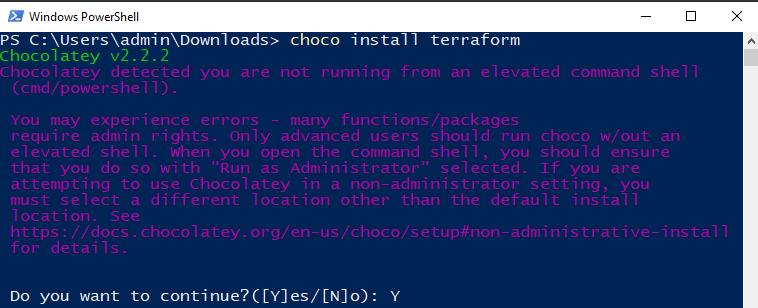 Windows PowerShell
PS C:\Users\admin\Downloads> choco install terraform
Chocolatey v2.2.2
Chocolatey detected you are not running from an elevated command shell
(cmd/powershell).
You may experience errors - many functions/packages
require admin rights. Only advanced users should run choco w/out an
elevated shell. When you open the command shell, you should ensure
that you do so with "Run as Administrator" selected. If you are
attempting to use Chocolatey in a non-administrator setting, you
must select a different location other than the default install
location. See
https://docs.chocolatey.org/en-us/choco/setup#non-administrative-install
for details.
Do you want to continue?([Y]es/[N]o): Y